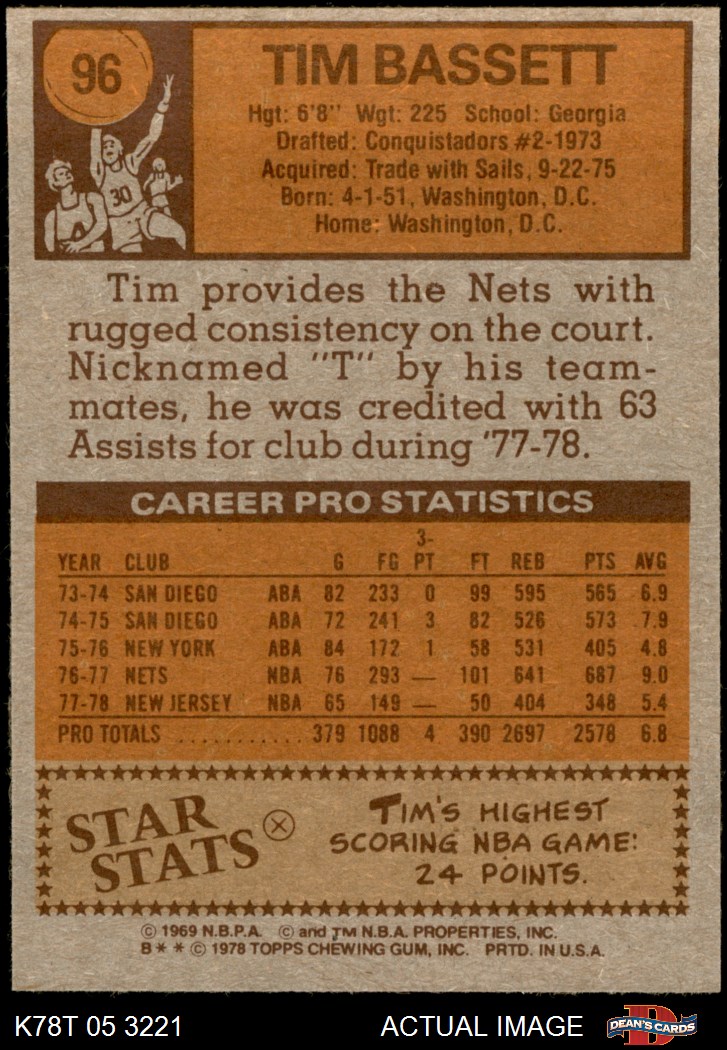 96
TIM BASSETT
Hgt: 6'8" Wgt: 225 School: Georgia
Drafted: Conquistadors #2-1973
Acquired: Trade with Sails, 9-22-75
Born: 4-1-51, Washington, D.C.
Home: Washington, D.C.
30
Tim provides the Nets with
rugged consistency on the court.
Nicknamed "T" by his team-
mates, he was credited with 63
Assists for club during '77-78.
CAREER PRO STATISTICS
YEAR CLUB G FG 3-PT FT REB PTS AVG
73-74 SAN DIEGO ABA 82 233 0 99 595 565 6.9
74-75 SAN DIEGO ABA 72 241 3 82 526 573 7.9
75-76 NEW YORK ABA 84 172 1 58 531 405 4.8
76-77 NETS NBA 76 293 — 101 641 687 9.0
77-78 NEW JERSEY NBA 65 149 — 50 404 348 5.4
PRO TOTALS ........... 379 1088 4 390 2697 2578 6.8
STAR STATS
TIM'S HIGHEST
SCORING NBA GAME:
24 POINTS.
© 1969 N.B.P.A. © and TM N.B.A. PROPERTIES, INC.
B * * © 1978 TOPPS CHEWING GUM, INC. PRTD. IN U.S.A.
K78T 05 3221 ACTUAL IMAGE DEAN'S CARDS